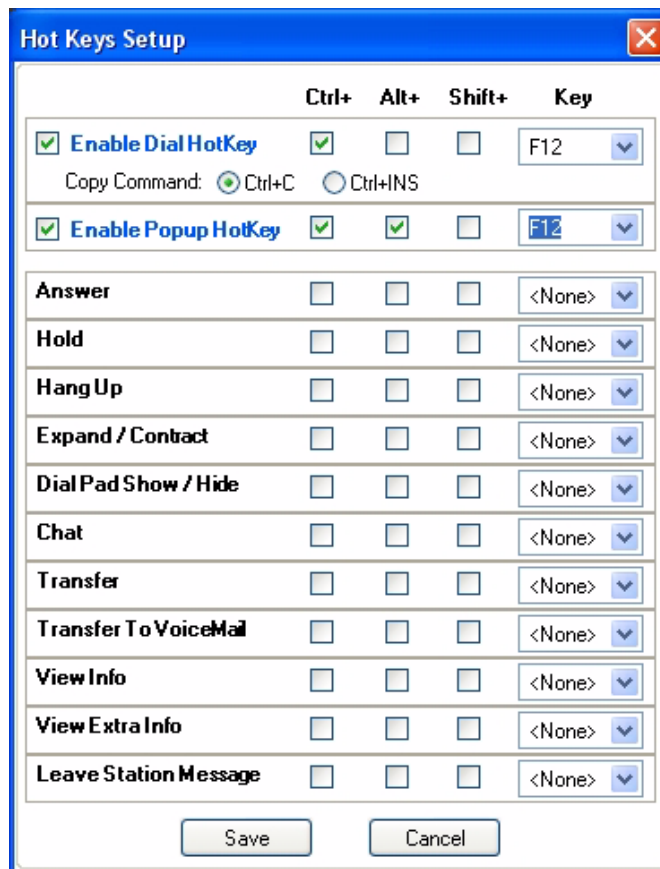 Hot Keys Setup
Ctrl+ Alt+ Shift+ Key
Enable Dial HotKey F12
Copy Command: Ctrl+C Ctrl+INS
Enable Popup HotKey F12
Answer <None>
Hold <None>
Hang Up <None>
Expand / Contract <None>
Dial Pad Show / Hide <None>
Chat <None>
Transfer <None>
Transfer To VoiceMail <None>
View Info <None>
View Extra Info <None>
Leave Station Message <None>
Save Cancel